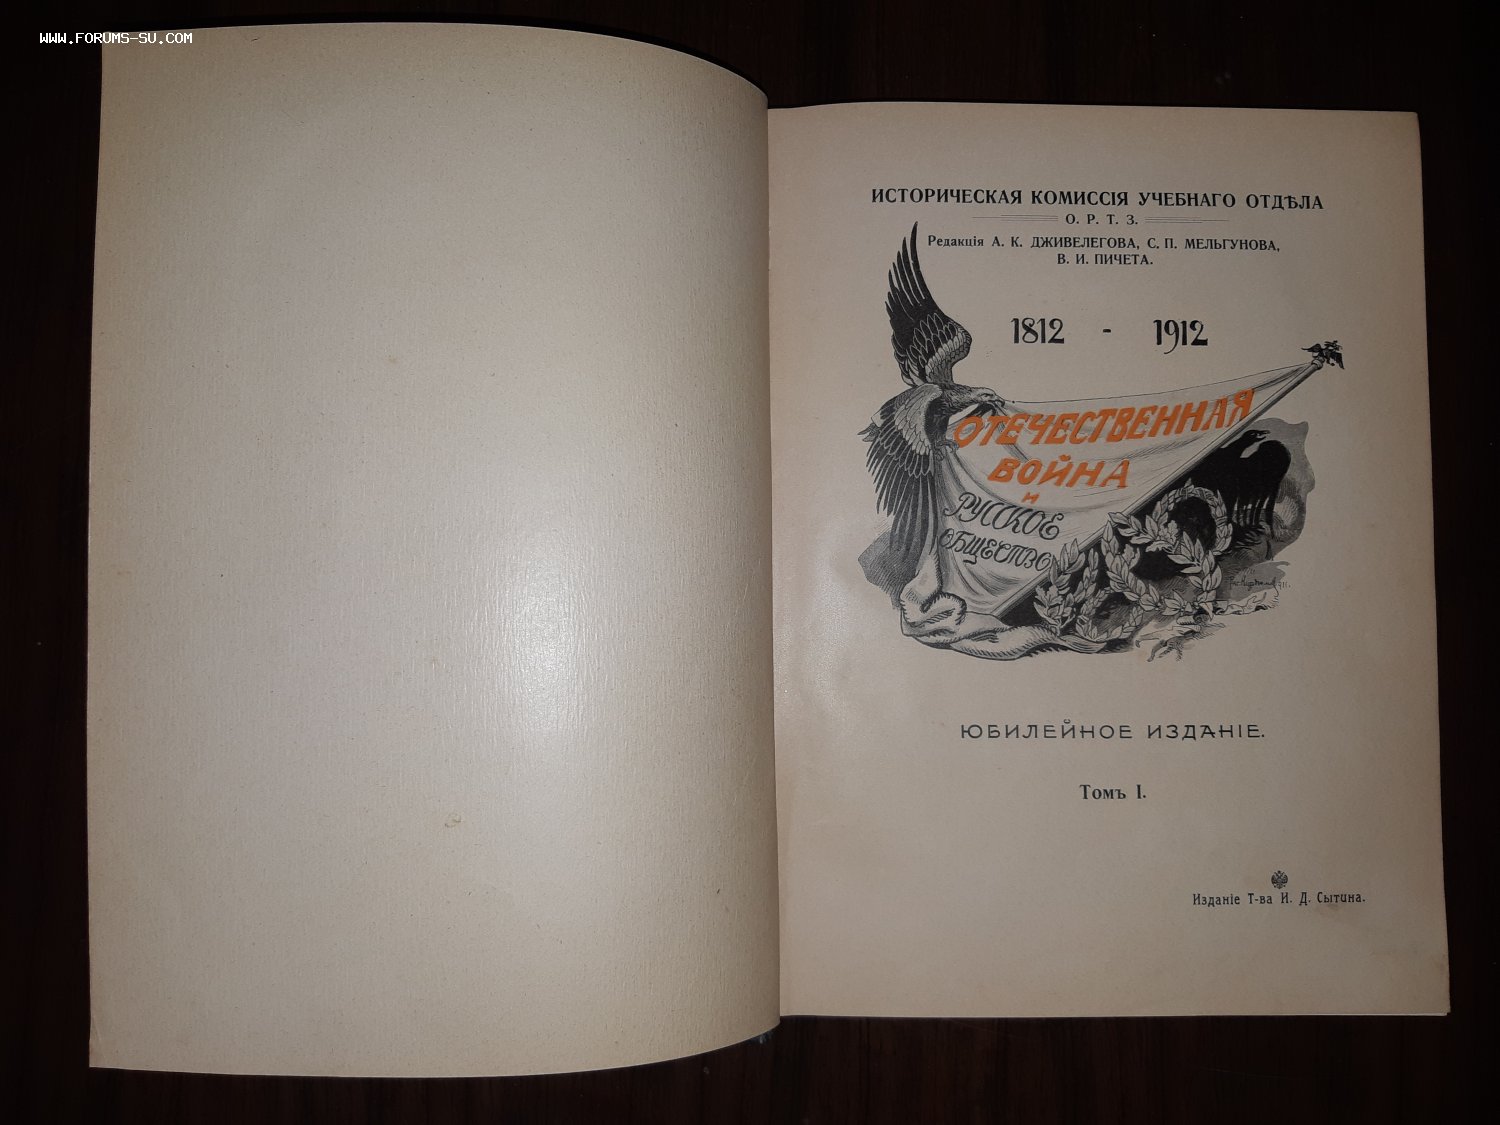 WWW.FORUMS-SU.COM
ИСТОРИЧЕСКАЯ КОМИССІЯ УЧЕБНАГО ОТДѢЛА
О. Р. Т. З.
Редакція А. К. ДЖИВЕЛЕГОВА, С. П. МЕЛЬГУНОВА,
В. И. ПИЧЕТА.
1812 - 1912
ОТЕЧЕСТВЕННАЯ
ВОЙНА
И
РУССКОЕ
ОБЩЕСТВО
ЮБИЛЕЙНОЕ ИЗДАНІЕ.
Томъ I.
Изданіе Т-ва И. Д. Сытина.